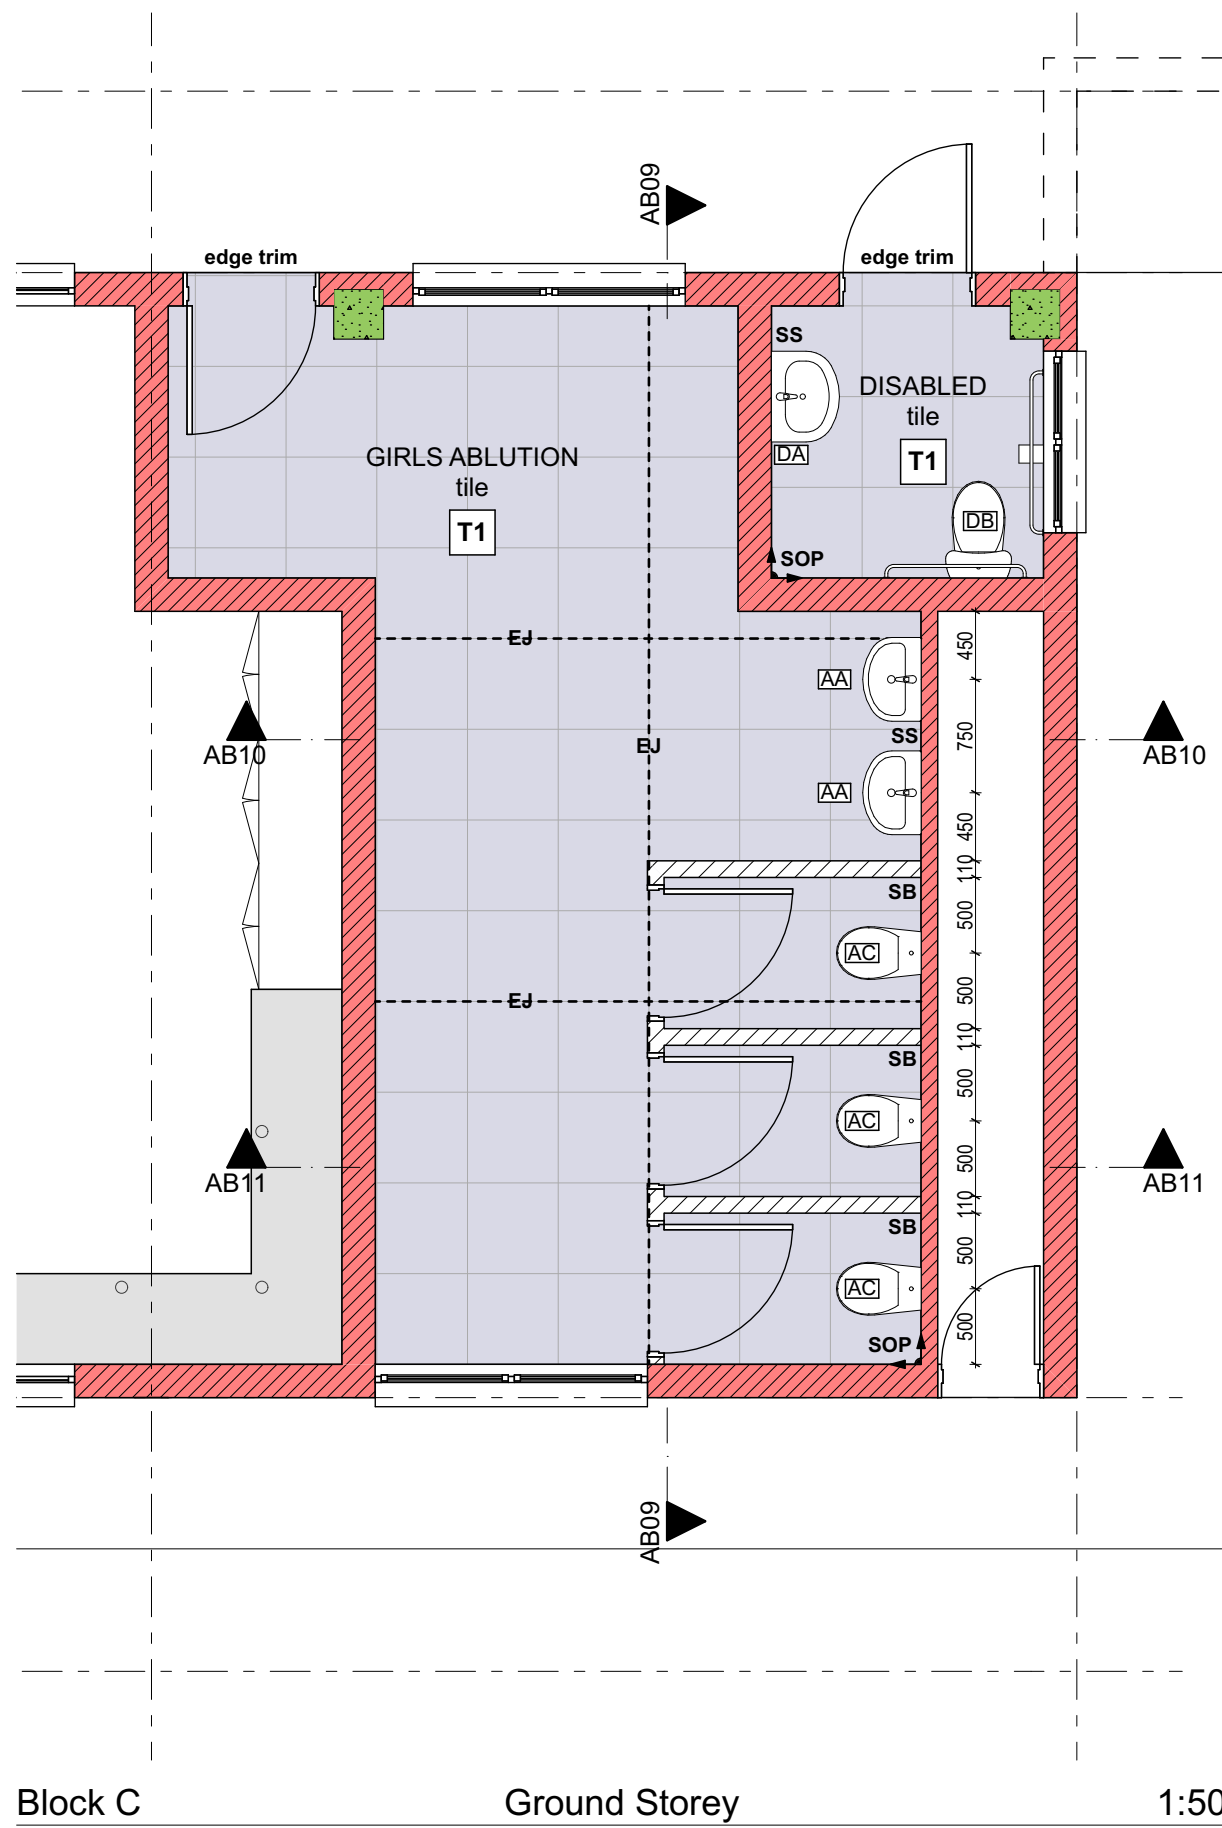 AB09
edge trim
edge trim
SS
DISABLED
tile
T1
DA
DB
GIRLS ABLUTION
tile
T1
SOP
EJ
450
AA
SS
750
EJ
AB10
AB10
AA
450
110
SB
500
AC
EJ
500
110
SB
500
AC
500
AB11
AB11
110
SB
500
AC
500
SOP
AB09
Block C
Ground Storey
1:50